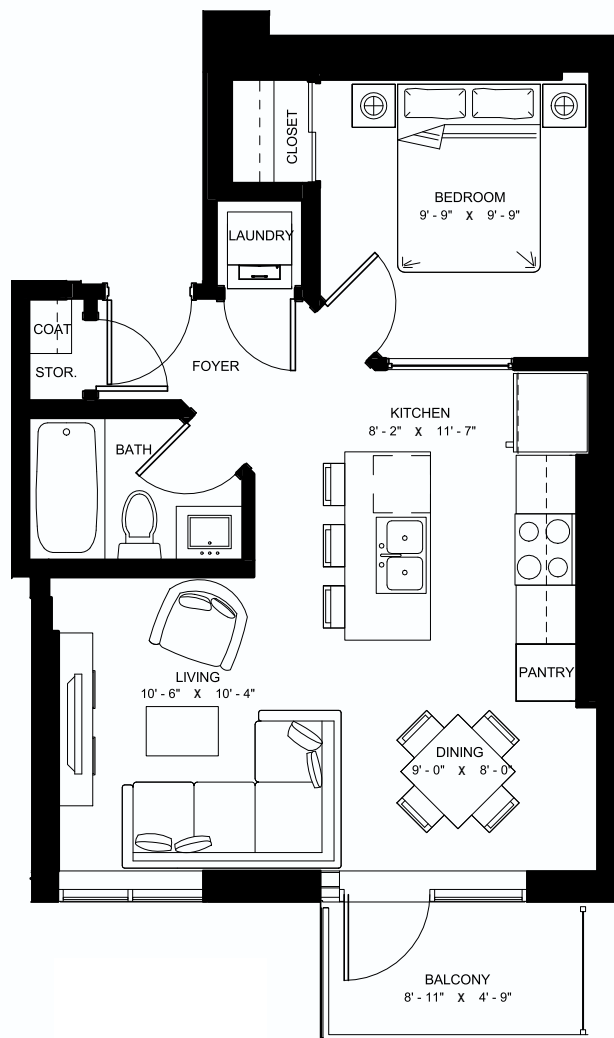 CLOSET
BEDROOM
9' - 9" X 9' - 9"
LAUNDRY
COAT
STOR.
FOYER
KITCHEN
8' - 2" X 11' - 7"
BATH
PANTRY
LIVING
10' - 6" X 10' - 4"
DINING
9' - 0" X 8' - 0"
BALCONY
8' - 11" X 4' - 9"